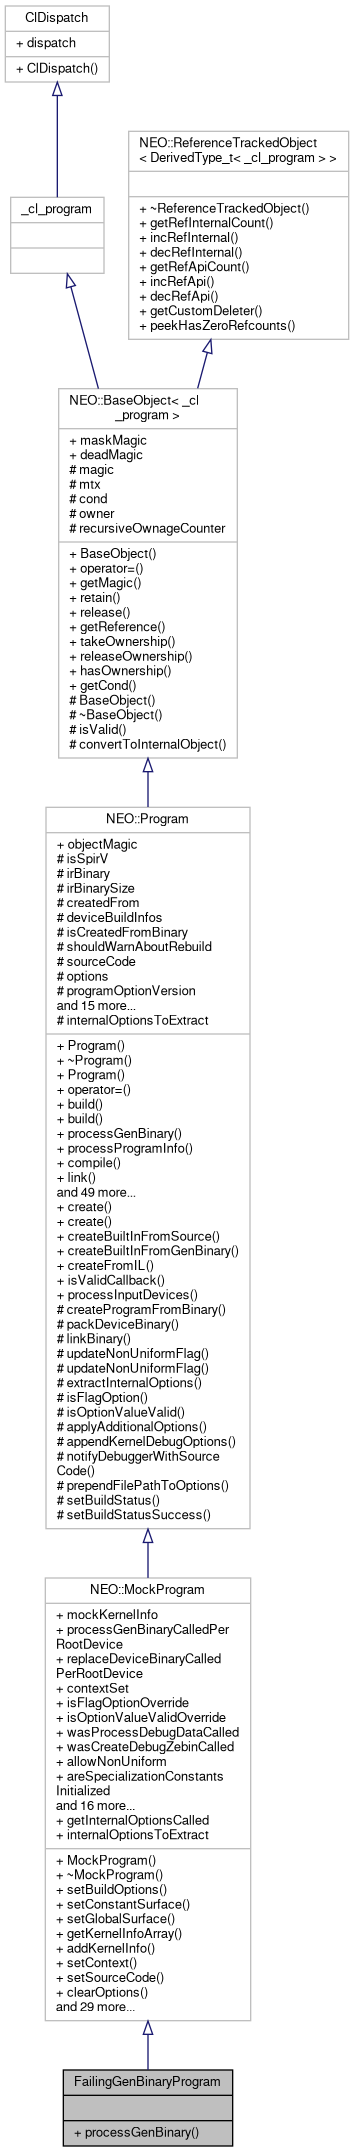 ClDispatch
+ dispatch
+ ClDispatch()
_cl_program
NEO::ReferenceTrackedObject
< DerivedType_t< _cl_program > >
+ ~ReferenceTrackedObject()
+ getRefInternalCount()
+ incRefInternal()
+ decRefInternal()
+ getRefApiCount()
+ incRefApi()
+ decRefApi()
+ getCustomDeleter()
+ peekHasZeroRefcounts()
NEO::BaseObject< _cl
_program >
+ maskMagic
+ deadMagic
# magic
# mtx
# cond
# owner
# recursiveOwnageCounter
+ BaseObject()
+ operator=()
+ getMagic()
+ retain()
+ release()
+ getReference()
+ takeOwnership()
+ releaseOwnership()
+ hasOwnership()
+ getCond()
# BaseObject()
# ~BaseObject()
# isValid()
# convertToInternalObject()
NEO::Program
+ objectMagic
# isSpirV
# irBinary
# irBinarySize
# createdFrom
# deviceBuildInfos
# isCreatedFromBinary
# shouldWarnAboutRebuild
# sourceCode
# options
# programOptionVersion
and 15 more...
# internalOptionsToExtract
+ Program()
+ ~Program()
+ Program()
+ operator=()
+ build()
+ build()
+ processGenBinary()
+ processProgramInfo()
+ compile()
+ link()
and 49 more...
+ create()
+ create()
+ createBuiltInFromSource()
+ createBuiltInFromGenBinary()
+ createFromIL()
+ isValidCallback()
+ processInputDevices()
# createProgramFromBinary()
# packDeviceBinary()
# linkBinary()
# updateNonUniformFlag()
# updateNonUniformFlag()
# extractInternalOptions()
# isFlagOption()
# isOptionValueValid()
# applyAdditionalOptions()
# appendKernelDebugOptions()
# notifyDebuggerWithSource
Code()
# prependFilePathToOptions()
# setBuildStatus()
# setBuildStatusSuccess()
NEO::MockProgram
+ mockKernelInfo
+ processGenBinaryCalledPer
RootDevice
+ replaceDeviceBinaryCalled
PerRootDevice
+ contextSet
+ isFlagOptionOverride
+ isOptionValueValidOverride
+ wasProcessDebugDataCalled
+ wasCreateDebugZebinCalled
+ allowNonUniform
+ areSpecializationConstants
Initialized
and 16 more...
+ getInternalOptionsCalled
+ internalOptionsToExtract
+ MockProgram()
+ ~MockProgram()
+ setBuildOptions()
+ setConstantSurface()
+ setGlobalSurface()
+ getKernelInfoArray()
+ addKernelInfo()
+ setContext()
+ setSourceCode()
+ clearOptions()
and 29 more...
FailingGenBinaryProgram
+ processGenBinary()